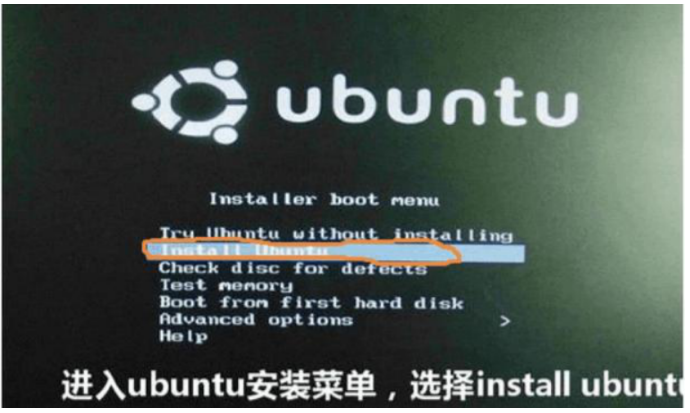 ubuntu
Installer boot menu
Try Ubuntu without installing
Install Ubuntu
Check disc for defects
Test memory
Boot from first hard disk
Advanced options >
Help
进入ubuntu安装菜单，选择install ubuntu